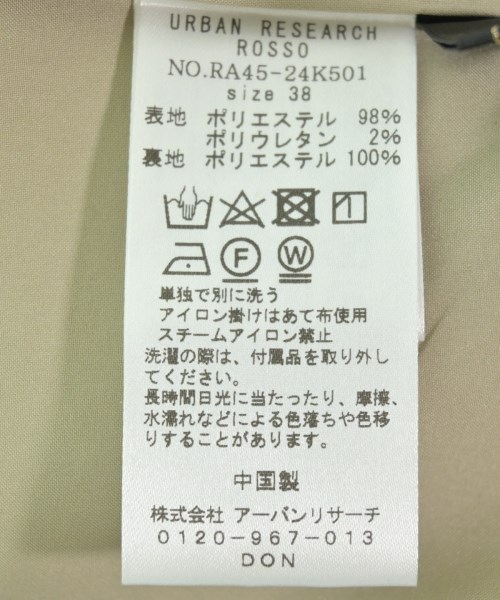 URBAN RESEARCH
ROSSO
NO.RA45-24K501
size 38
表地 ポリエステル 98%
ポリウレタン 2%
裏地 ポリエステル 100%
F W
単独で別に洗う
アイロン掛けはあて布使用
スチームアイロン禁止
洗濯の際は、付属品を取り外し
てください。
長時間日光に当たったり、摩擦、
水濡れなどによる色落ちや色移
りすることがあります。
中国製
株式会社 アーバンリサーチ
0120-967-013
DON